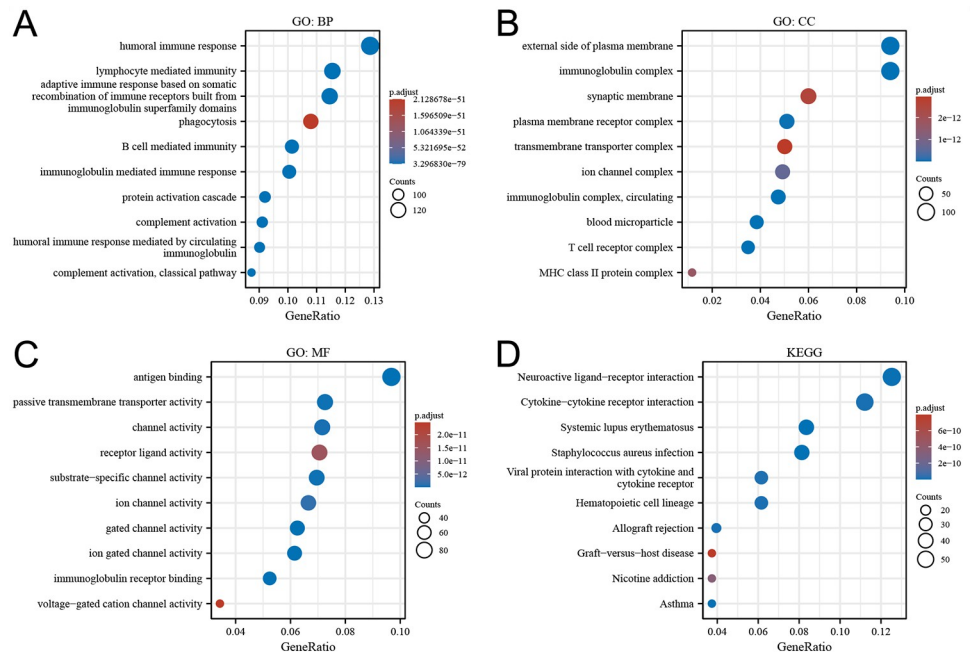 A
GO: BP
humoral immune response
lymphocyte mediated immunity
adaptive immune response based on somatic
recombination of immune receptors built from
immunoglobulin superfamily domains
phagocytosis
B cell mediated immunity
immunoglobulin mediated immune response
protein activation cascade
complement activation
humoral immune response mediated by circulating
immunoglobulin
complement activation, classical pathway
0.09 0.10 0.11 0.12 0.13
GeneRatio
p.adjust
2.128678e−51
1.596509e−51
1.064339e−51
5.321695e−52
3.296830e−79
Counts
100
120
B
GO: CC
external side of plasma membrane
immunoglobulin complex
synaptic membrane
plasma membrane receptor complex
transmembrane transporter complex
ion channel complex
immunoglobulin complex, circulating
blood microparticle
T cell receptor complex
MHC class II protein complex
0.02 0.04 0.06 0.08 0.10
GeneRatio
p.adjust
2e−12
1e−12
Counts
50
100
C
GO: MF
antigen binding
passive transmembrane transporter activity
channel activity
receptor ligand activity
substrate−specific channel activity
ion channel activity
gated channel activity
ion gated channel activity
immunoglobulin receptor binding
voltage−gated cation channel activity
0.04 0.06 0.08 0.10
GeneRatio
p.adjust
2.0e−11
1.5e−11
1.0e−11
5.0e−12
Counts
40
60
80
D
KEGG
Neuroactive ligand−receptor interaction
Cytokine−cytokine receptor interaction
Systemic lupus erythematosus
Staphylococcus aureus infection
Viral protein interaction with cytokine and
cytokine receptor
Hematopoietic cell lineage
Allograft rejection
Graft−versus−host disease
Nicotine addiction
Asthma
0.04 0.06 0.08 0.10 0.12
GeneRatio
p.adjust
6e−10
4e−10
2e−10
Counts
20
30
40
50